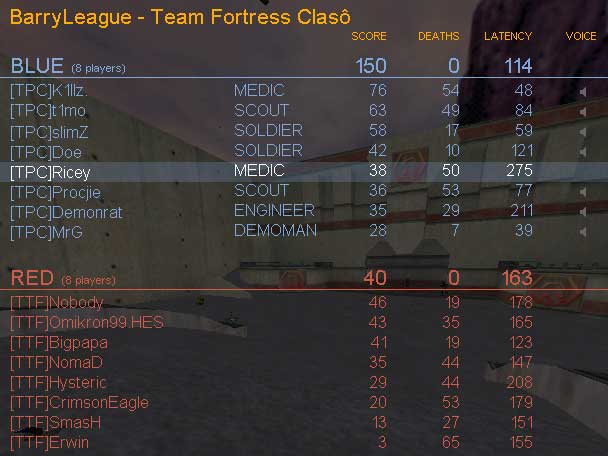 BarryLeague - Team Fortress Clasô
SCORE DEATHS LATENCY VOICE
BLUE (8 players) 150 0 114
[TPC]K1llz. MEDIC 76 54 48
[TPC]t1mo SCOUT 63 49 84
[TPC]slimZ SOLDIER 58 17 59
[TPC]Doe SOLDIER 42 10 121
[TPC]Ricey MEDIC 38 50 275
[TPC]Procjie SCOUT 36 53 77
[TPC]Demonrat ENGINEER 35 29 211
[TPC]MrG DEMOMAN 28 7 39
RED (8 players) 40 0 163
[TTF]Nobody 46 19 178
[TTF]Omikron99.HES 43 35 165
[TTF]Bigpapa 41 19 123
[TTF]NomaD 35 44 147
[TTF]Hysteric 29 44 208
[TTF]CrimsonEagle 20 53 179
[TTF]SmasH 13 27 151
[TTF]Erwin 3 65 155